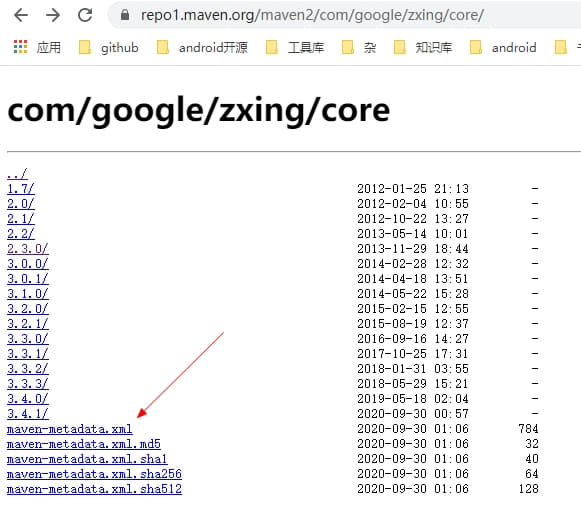 repo1.maven.org/maven2/com/google/zxing/core/
应用 github android开源 工具库 杂 知识库 android
com/google/zxing/core
../
1.7/ 2012-01-25 21:13 -
2.0/ 2012-02-04 10:55 -
2.1/ 2012-10-22 13:27 -
2.2/ 2013-05-14 10:01 -
2.3.0/ 2013-11-29 18:44 -
3.0.0/ 2014-02-28 12:32 -
3.0.1/ 2014-04-18 13:51 -
3.1.0/ 2014-05-22 15:28 -
3.2.0/ 2015-02-15 12:55 -
3.2.1/ 2015-08-19 12:37 -
3.3.0/ 2016-09-16 14:27 -
3.3.1/ 2017-10-25 17:31 -
3.3.2/ 2018-01-31 03:55 -
3.3.3/ 2018-05-29 15:21 -
3.4.0/ 2019-05-18 02:04 -
3.4.1/ 2020-09-30 00:57 -
maven-metadata.xml 2020-09-30 01:06 784
maven-metadata.xml.md5 2020-09-30 01:06 32
maven-metadata.xml.sha1 2020-09-30 01:06 40
maven-metadata.xml.sha256 2020-09-30 01:06 64
maven-metadata.xml.sha512 2020-09-30 01:06 128